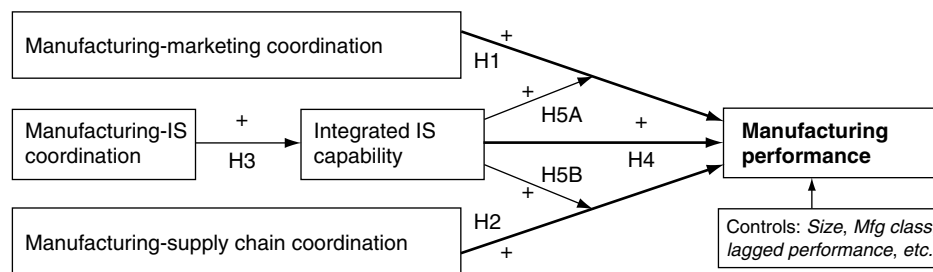 Manufacturing-marketing coordination
+
H1
+
H5A
Manufacturing-IS
coordination
+
H3
Integrated IS
capability
+
H4
Manufacturing
performance
H5B
+
H2
+
Manufacturing-supply chain coordination
Controls: Size, Mfg class
lagged performance, etc.